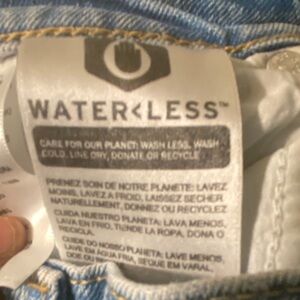 WATER<LESS™
CARE FOR OUR PLANET: WASH LESS, WASH
COLD, LINE DRY, DONATE OR RECYCLE
PRENEZ SOIN DE NOTRE PLANETE: LAVEZ
MOINS, LAVEZ A FROID, LAISSEZ SECHER
NATURELLEMENT, DONNEZ OU RECYCLEZ
CUIDA NUESTRO PLANETA: LAVA MENOS,
LAVA EN FRIO, TIENDE LA ROPA, DONA O
RECICLA.
CUIDE DO NOSSO PLANETA: LAVE MENOS,
LAVE EM AGUA FRIA, SEQUE EM VARAL,
DOE OU